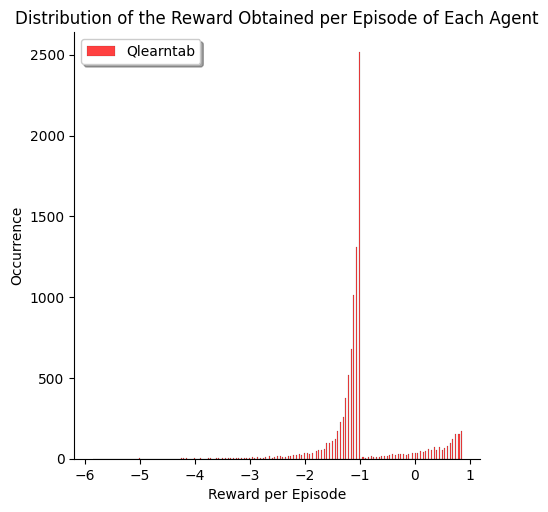 Distribution of the Reward Obtained per Episode of Each Agent
Qlearntab
2500
2000
1500
1000
500
0
Occurrence
−6 −5 −4 −3 −2 −1 0 1
Reward per Episode